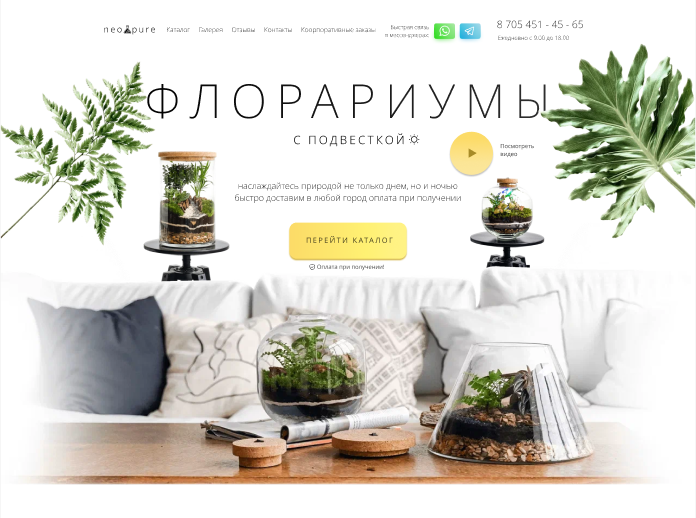 neo pure
Каталог Галерея Отзывы Контакты Коорпоративные заказы
Быстрая связь
в мессенджерах:
8 705 451 - 45 - 65
Ежедневно с 9:00 до 18:00
ФЛОРАРИУМЫ
С ПОДВЕСТКОЙ
Посмотреть
видео
наслаждайтесь природой не только днем, но и ночью
быстро доставим в любой город оплата при получении
ПЕРЕЙТИ КАТАЛОГ
Оплата при получении!